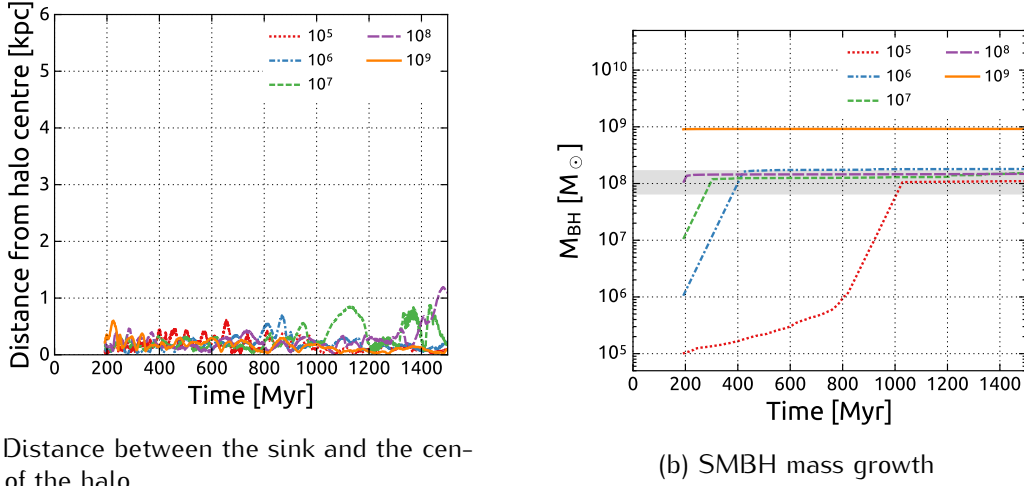 Distance from halo centre [kpc]
6
5
4
3
2
1
0
10⁵
10⁶
10⁷
10⁸
10⁹
0 200 400 600 800 1000 1200 1400
Time [Myr]
Distance between the sink and the cen-
of the halo
M_BH [M_⊙]
10¹⁰
10⁹
10⁸
10⁷
10⁶
10⁵
10⁵
10⁶
10⁷
10⁸
10⁹
0 200 400 600 800 1000 1200 1400
Time [Myr]
(b) SMBH mass growth